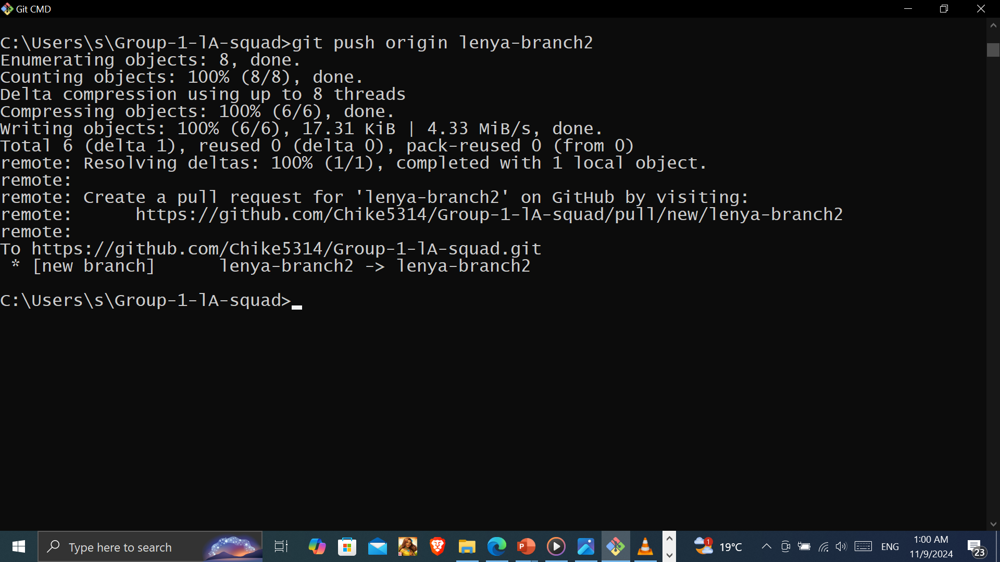 Git CMD
C:\Users\s\Group-1-lA-squad>git push origin lenya-branch2
Enumerating objects: 8, done.
Counting objects: 100% (8/8), done.
Delta compression using up to 8 threads
Compressing objects: 100% (6/6), done.
Writing objects: 100% (6/6), 17.31 KiB | 4.33 MiB/s, done.
Total 6 (delta 1), reused 0 (delta 0), pack-reused 0 (from 0)
remote: Resolving deltas: 100% (1/1), completed with 1 local object.
remote:
remote: Create a pull request for 'lenya-branch2' on GitHub by visiting:
remote:      https://github.com/Chike5314/Group-1-lA-squad/pull/new/lenya-branch2
remote:
To https://github.com/Chike5314/Group-1-lA-squad.git
 * [new branch]      lenya-branch2 -> lenya-branch2
C:\Users\s\Group-1-lA-squad>
Type here to search
P
1
19°C
ENG
1:00 AM
11/9/2024
23